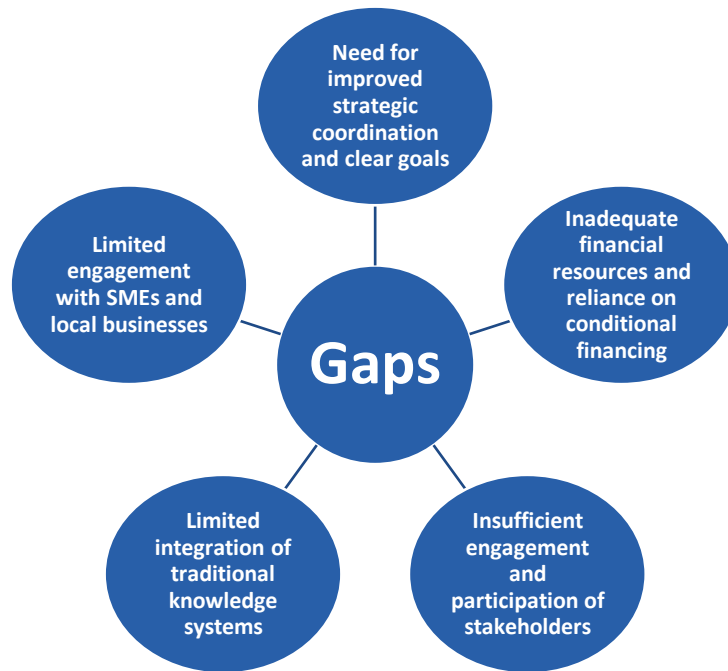 Need for
improved
strategic
coordination
and clear goals
Inadequate
financial
resources and
reliance on
conditional
financing
Insufficient
engagement
and
participation of
stakeholders
Limited
integration of
traditional
knowledge
systems
Limited
engagement
with SMEs and
local businesses
Gaps